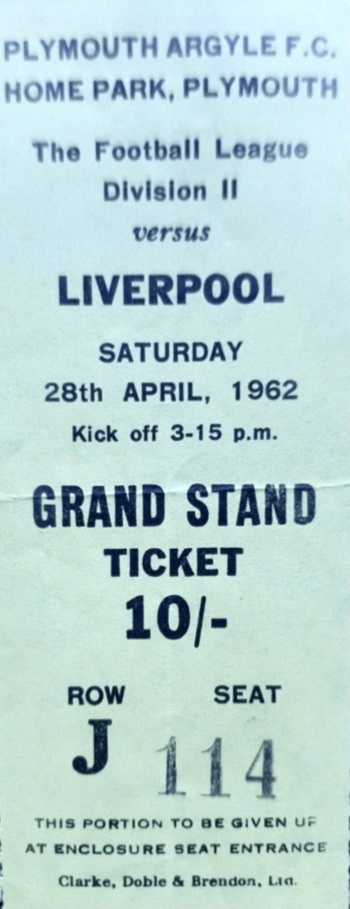 PLYMOUTH ARGYLE F.C.
HOME PARK, PLYMOUTH
The Football League
Division II
versus
LIVERPOOL
SATURDAY
28th APRIL, 1962
Kick off 3-15 p.m.
GRAND STAND
TICKET
10/-
ROW SEAT
J 114
THIS PORTION TO BE GIVEN UP
AT ENCLOSURE SEAT ENTRANCE
Clarke, Doble & Brendon, Ltd.